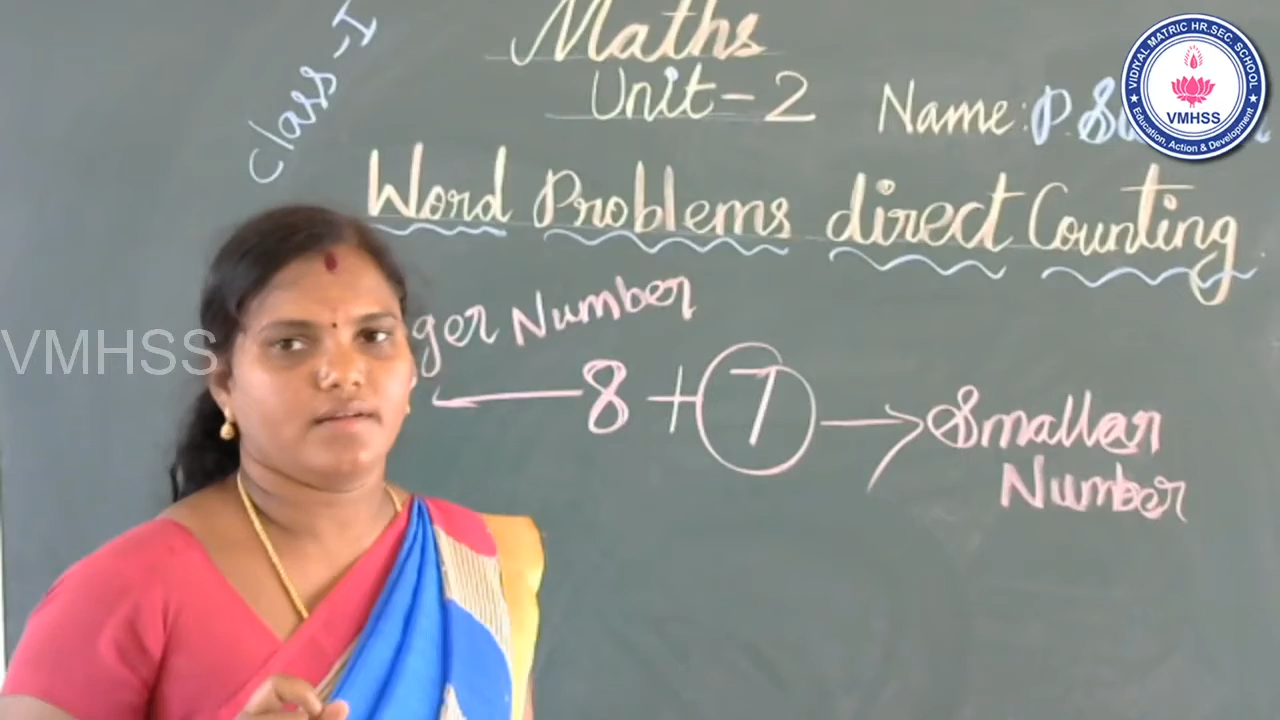 Class-I
Maths
Unit-2
Name: P.
Word Problems direct Counting
ger Number
8 + 7
Smaller
Number
VMHSS
VIDIYAL MATRIC HR.SEC. SCHOOL
VMHSS
Education, Action & Development